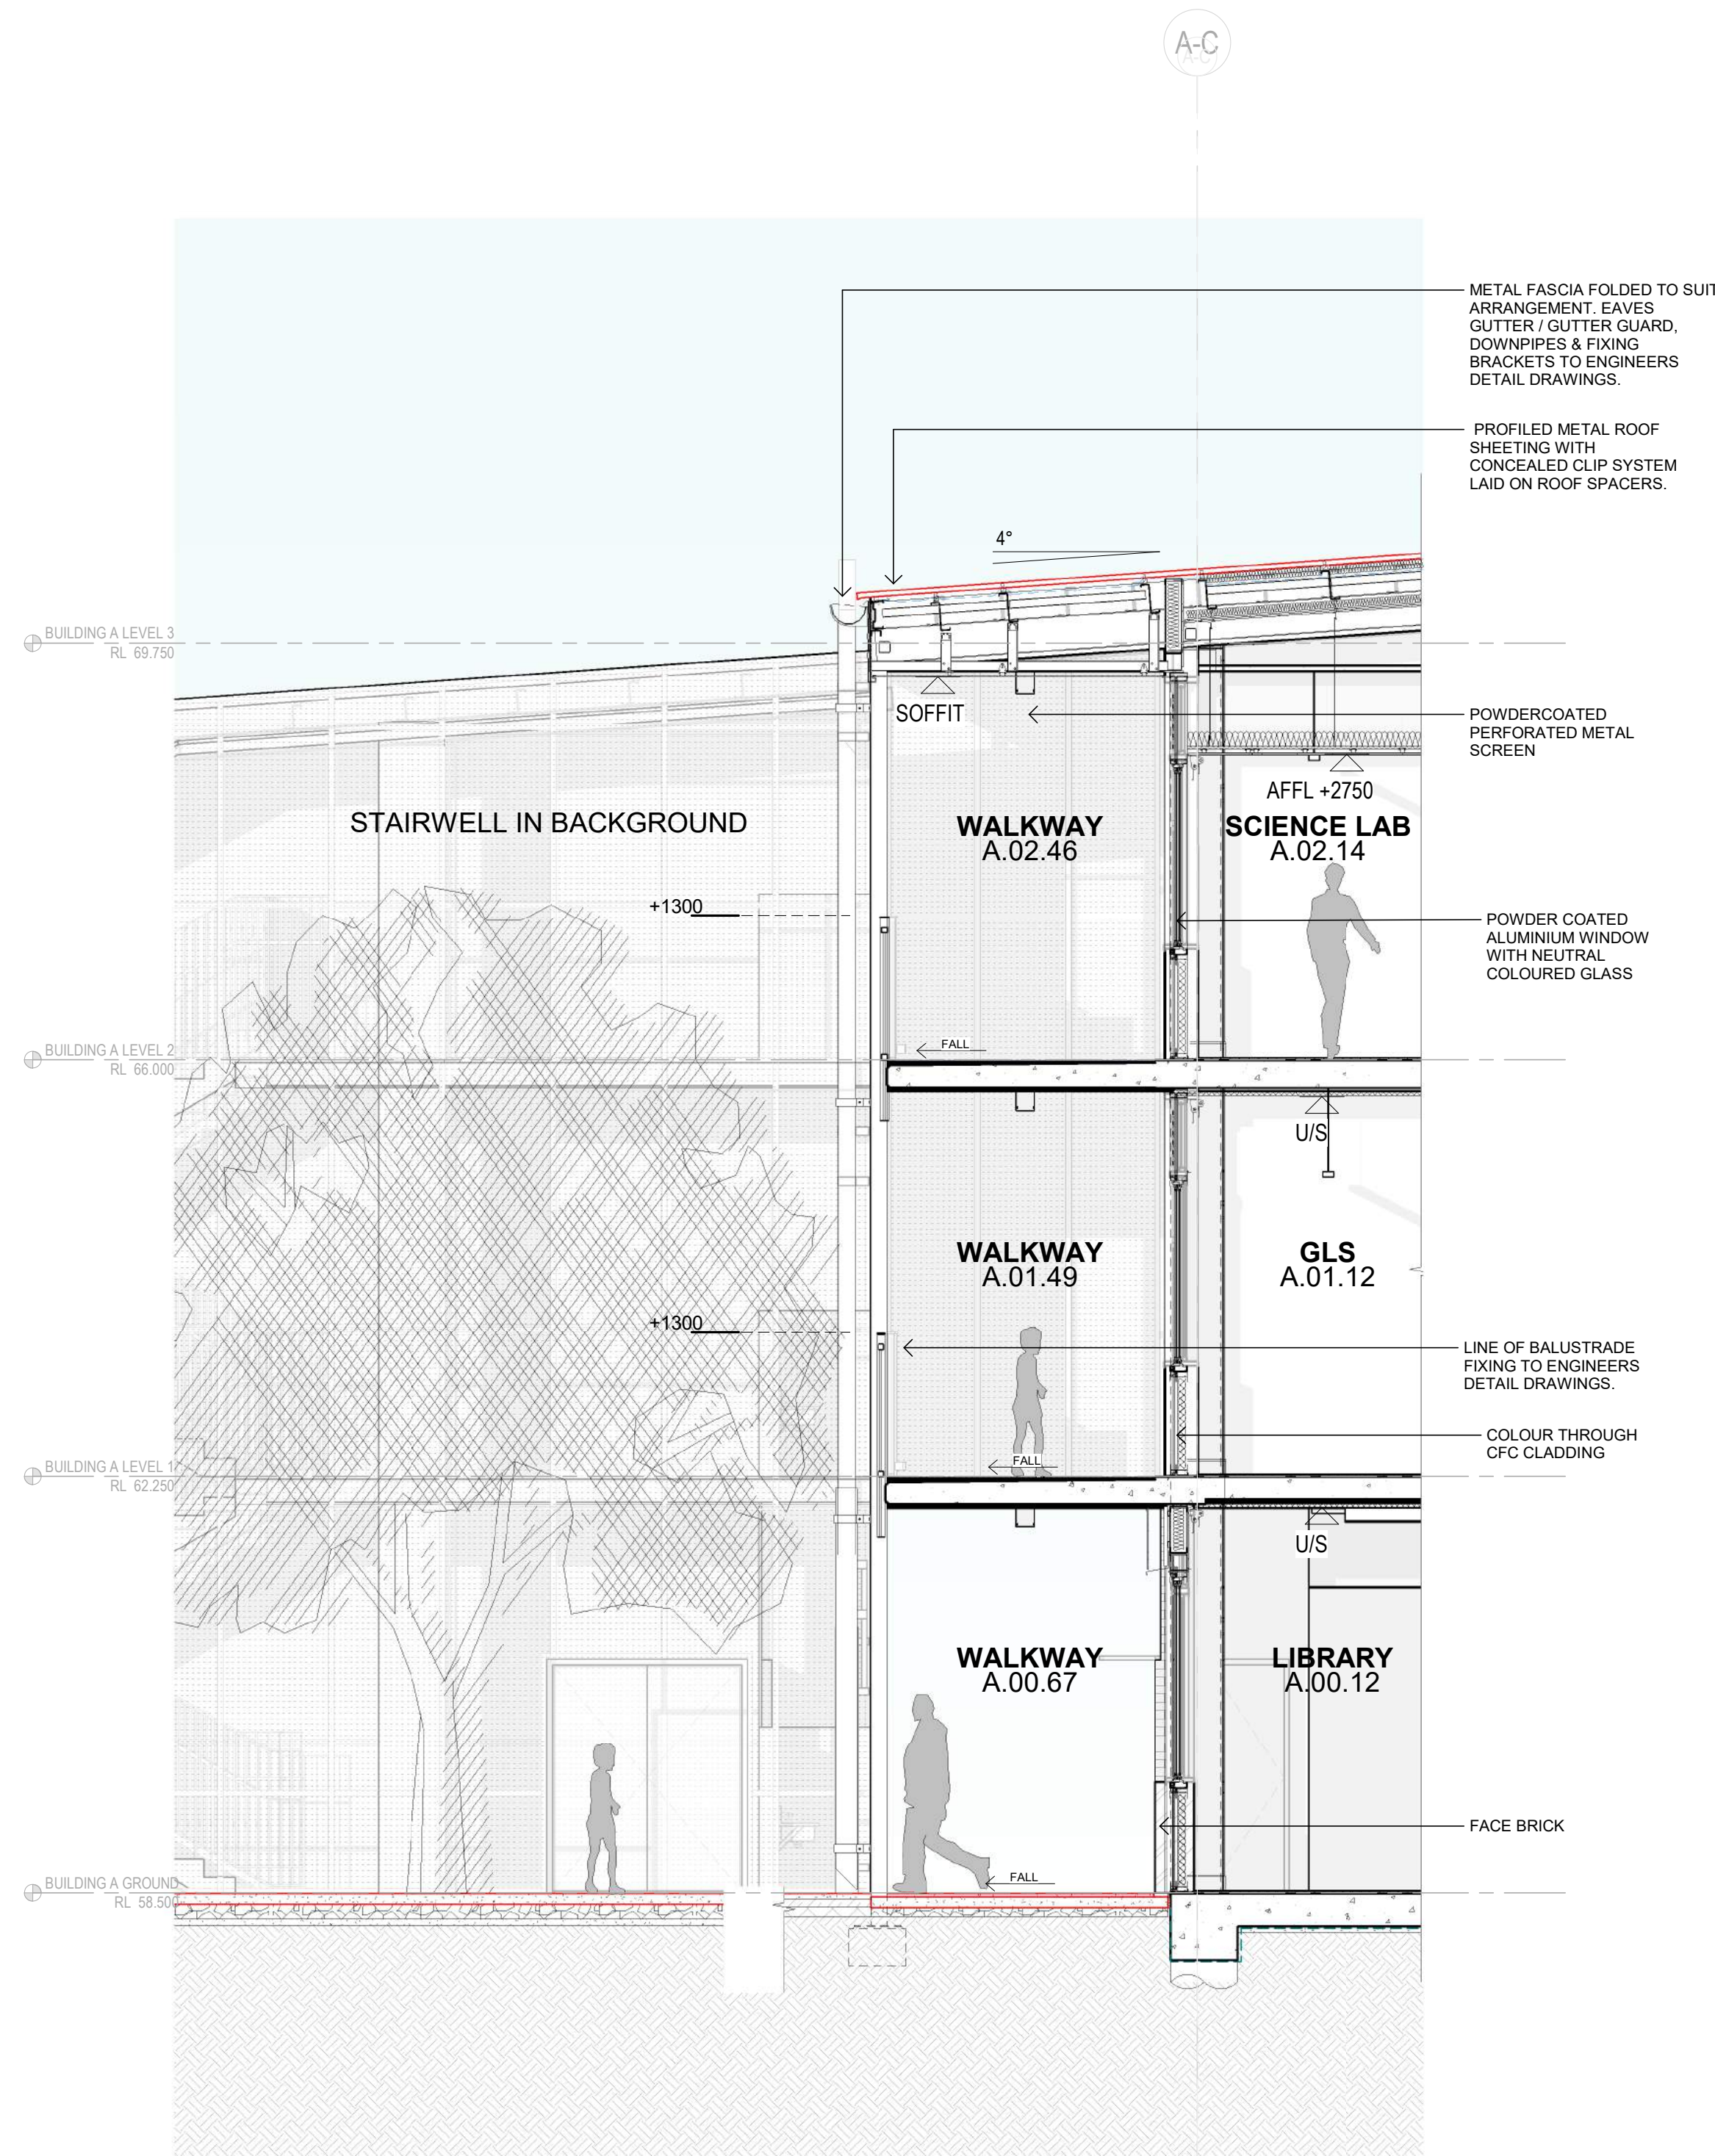 A-C
A-C
METAL FASCIA FOLDED TO SUIT
ARRANGEMENT. EAVES
GUTTER / GUTTER GUARD,
DOWNPIPES & FIXING
BRACKETS TO ENGINEERS
DETAIL DRAWINGS.
PROFILED METAL ROOF
SHEETING WITH
CONCEALED CLIP SYSTEM
LAID ON ROOF SPACERS.
4°
BUILDING A LEVEL 3
RL 69.750
SOFFIT
POWDERCOATED
PERFORATED METAL
SCREEN
AFFL +2750
STAIRWELL IN BACKGROUND
WALKWAY
A.02.46
SCIENCE LAB
A.02.14
+1300
POWDER COATED
ALUMINIUM WINDOW
WITH NEUTRAL
COLOURED GLASS
FALL
BUILDING A LEVEL 2
RL 66.000
U/S
WALKWAY
A.01.49
GLS
A.01.12
+1300
LINE OF BALUSTRADE
FIXING TO ENGINEERS
DETAIL DRAWINGS.
COLOUR THROUGH
CFC CLADDING
FALL
BUILDING A LEVEL 1
RL 62.250
U/S
WALKWAY
A.00.67
LIBRARY
A.00.12
FACE BRICK
FALL
BUILDING A GROUND
RL 58.500